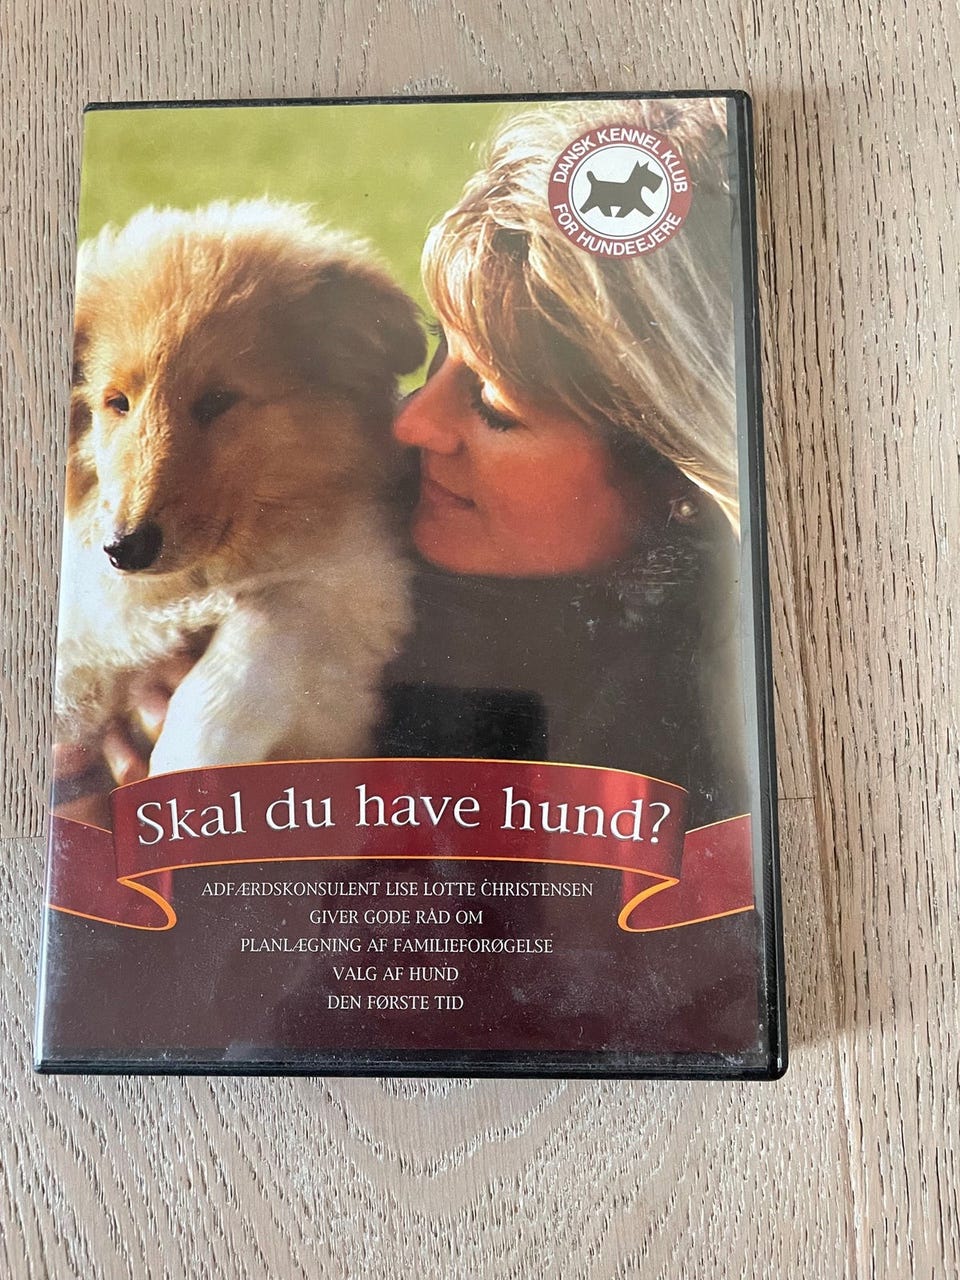 DANSK KENNEL KLUB
FOR HUNDEEJERE
Skal du have hund?
ADFÆRDSKONSULENT LISE LOTTE CHRISTENSEN
GIVER GODE RÅD OM
PLANLÆGNING AF FAMILIEFORØGELSE
VALG AF HUND
DEN FØRSTE TID